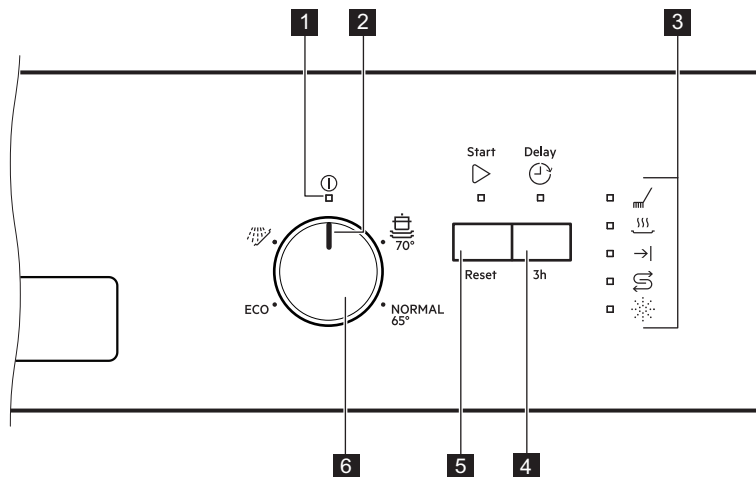 1
2
3
Start
Delay
70°
ECO
NORMAL
65°
Reset
3h
6
5
4